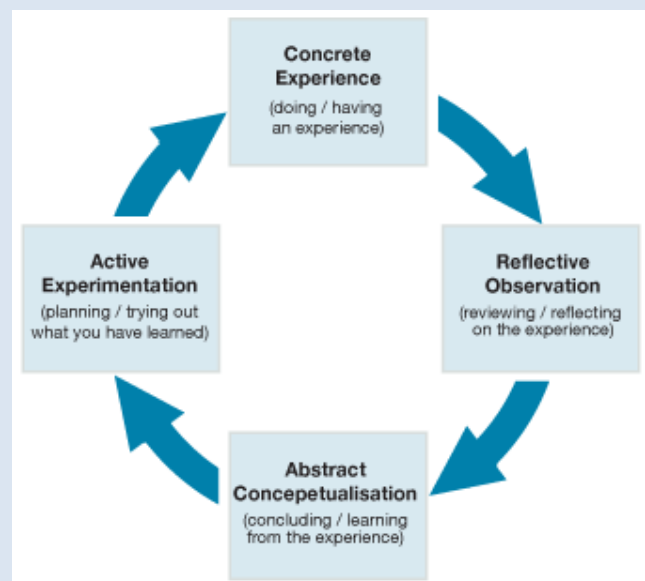 Concrete
Experience
(doing / having
an experience)
Reflective
Observation
(reviewing / reflecting
on the experience)
Abstract
Concepetualisation
(concluding / learning
from the experience)
Active
Experimentation
(planning / trying out
what you have learned)